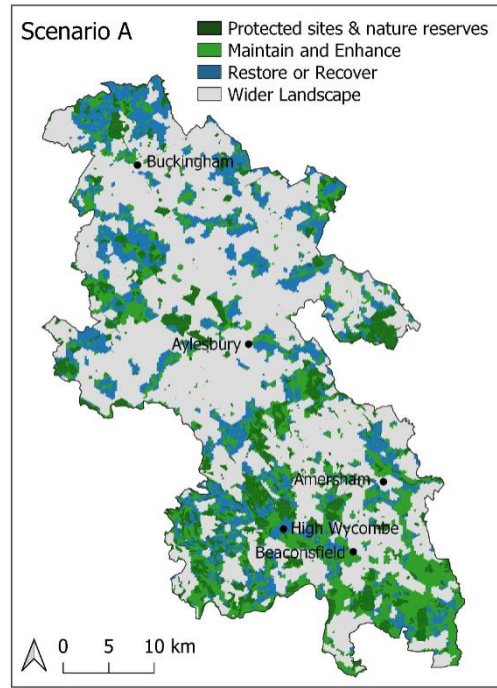 Scenario A
Protected sites & nature reserves
Maintain and Enhance
Restore or Recover
Wider Landscape
Buckingham
Aylesbury
Amersham
High Wycombe
Beaconsfield
0 5 10 km